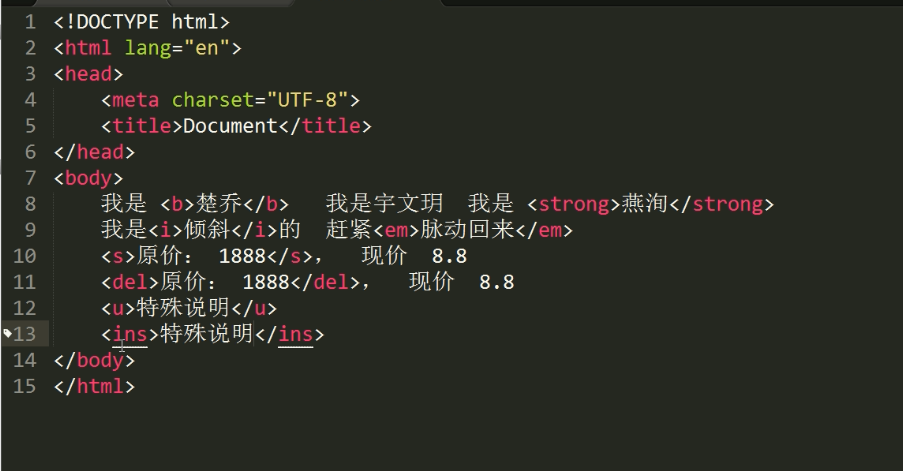 1 <!DOCTYPE html>
2 <html lang="en">
3 <head>
4     <meta charset="UTF-8">
5     <title>Document</title>
6 </head>
7 <body>
8     我是 <b>楚乔</b>   我是宇文玥  我是 <strong>燕洵</strong>
9     我是<i>倾斜</i>的  赶紧<em>脉动回来</em>
10     <s>原价： 1888</s>，  现价  8.8
11     <del>原价： 1888</del>，  现价  8.8
12     <u>特殊说明</u>
13     <ins>特殊说明</ins>
14 </body>
15 </html>